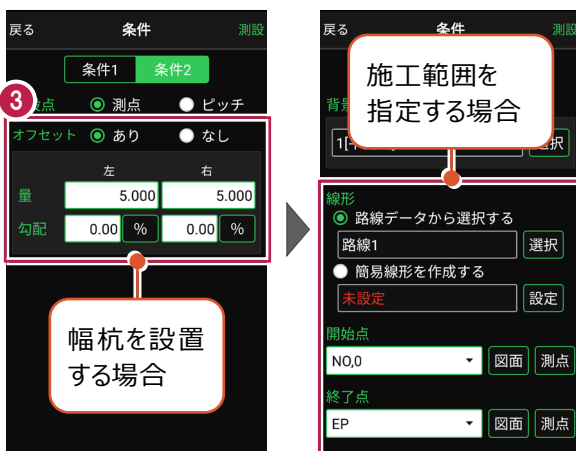 戻る
条件
測設
条件1
条件2
3
点
測点
ピッチ
オフセット
あり
なし
左
右
量
5.000
5.000
勾配
0.00
%
0.00
%
幅杭を設置
する場合
戻る
条件
測設
施工範囲を
指定する場合
背
択
線形
路線データから選択する
路線1
選択
簡易線形を作成する
未設定
設定
開始点
NO,0
図面
測点
終了点
EP
図面
測点